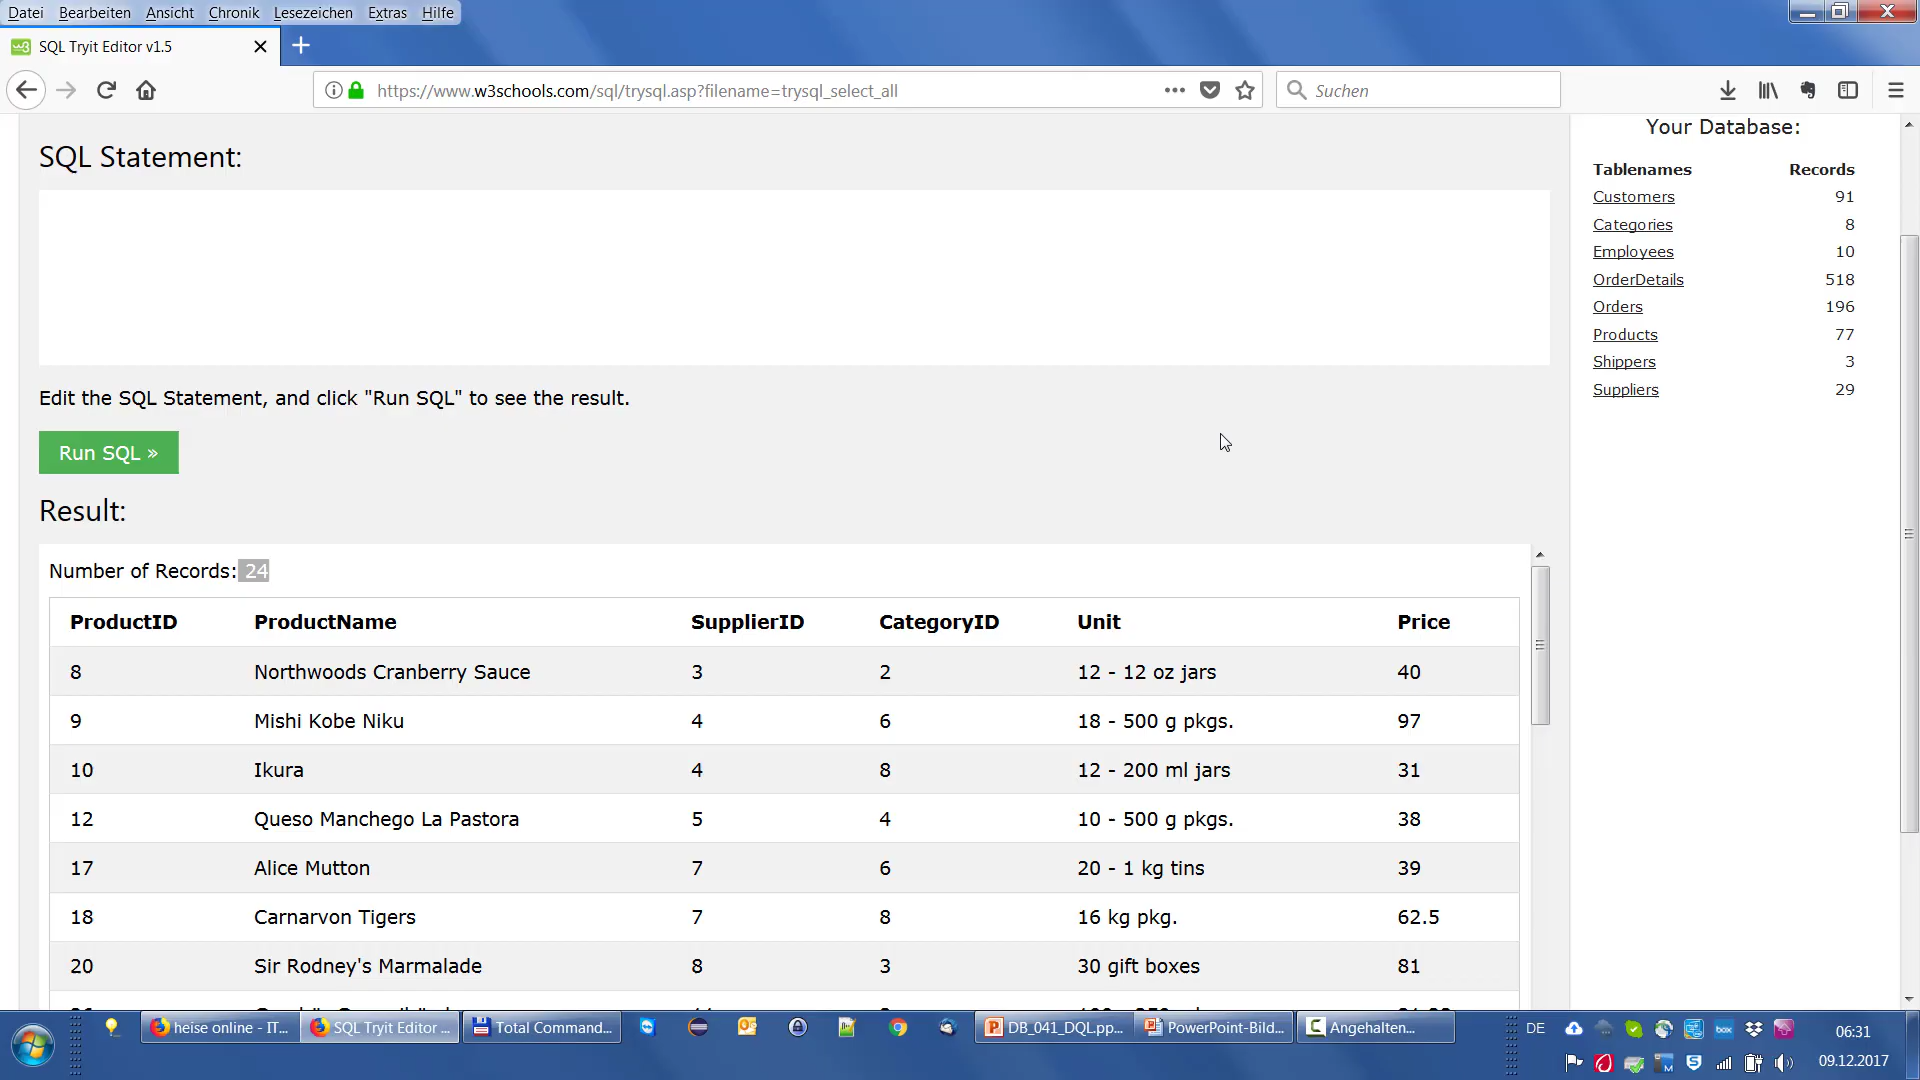 Datei Bearbeiten Ansicht Chronik Lesezeichen Extras Hilfe
SQL Tryit Editor v1.5
https://www.w3schools.com/sql/trysql.asp?filename=trysql_select_all
Suchen
SQL Statement:
Edit the SQL Statement, and click "Run SQL" to see the result.
Run SQL »
Result:
Number of Records: 24
ProductID ProductName SupplierID CategoryID Unit Price
8 Northwoods Cranberry Sauce 3 2 12 - 12 oz jars 40
9 Mishi Kobe Niku 4 6 18 - 500 g pkgs. 97
10 Ikura 4 8 12 - 200 ml jars 31
12 Queso Manchego La Pastora 5 4 10 - 500 g pkgs. 38
17 Alice Mutton 7 6 20 - 1 kg tins 39
18 Carnarvon Tigers 7 8 16 kg pkg. 62.5
20 Sir Rodney's Marmalade 8 3 30 gift boxes 81
Your Database:
Tablenames Records
Customers 91
Categories 8
Employees 10
OrderDetails 518
Orders 196
Products 77
Shippers 3
Suppliers 29
heise online - IT...
SQL Tryit Editor ...
Total Command...
DB_041_DQL.pp...
PowerPoint-Bild...
Angehalten...
DE
box
06:31
09.12.2017